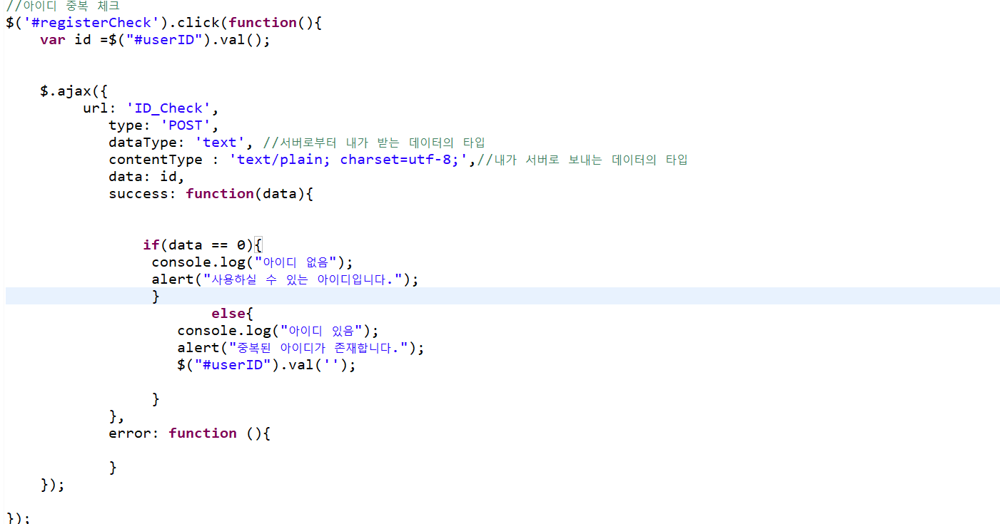 //아이디 중복 체크
$('#registerCheck').click(function(){
var id =$("#userID").val();
$.ajax({
url: 'ID_Check',
type: 'POST',
dataType: 'text', //서버로부터 내가 받는 데이터의 타입
contentType : 'text/plain; charset=utf-8;',//내가 서버로 보내는 데이터의 타입
data: id,
success: function(data){
if(data == 0){
console.log("아이디 없음");
alert("사용하실 수 있는 아이디입니다.");
}
else{
console.log("아이디 있음");
alert("중복된 아이디가 존재합니다.");
$("#userID").val('');
}
},
error: function (){
}
});
});